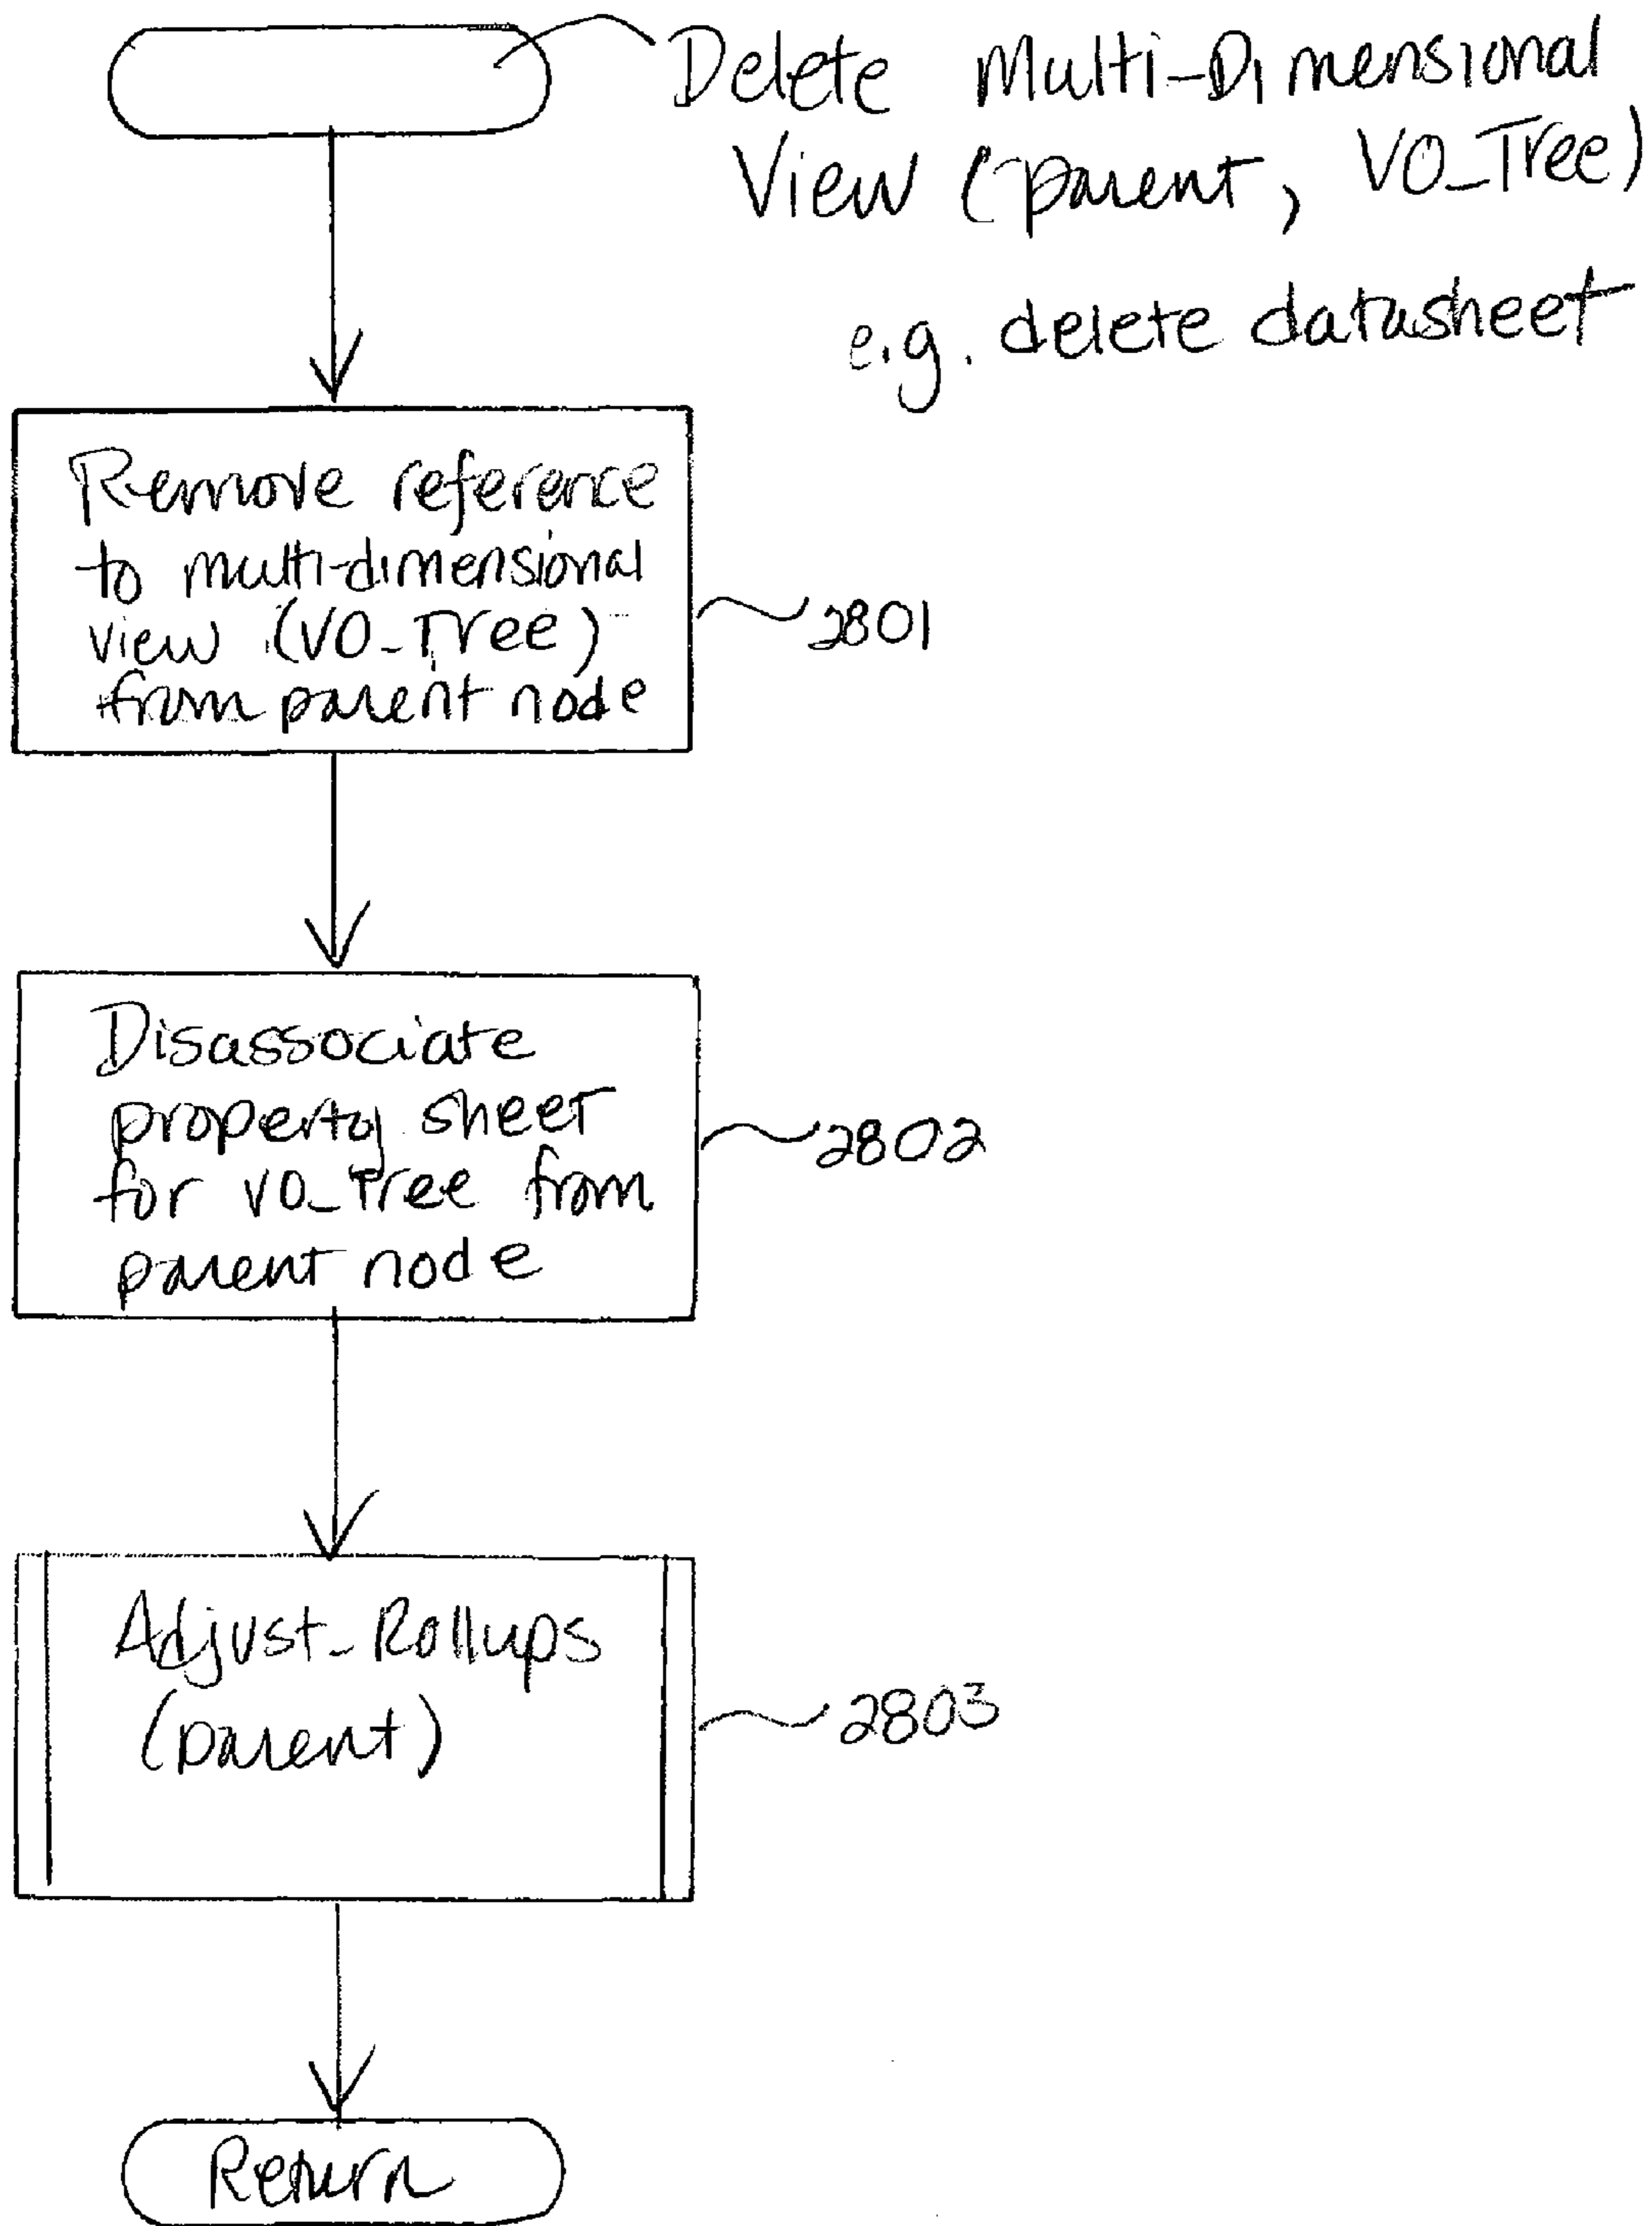 Delete Multi-Dimensional
View (parent, VO_Tree)
e.g. delete datasheet
Remove reference
to multi-dimensional
view (VO_Tree)
from parent node
2801
Disassociate
property sheet
for VO_Tree from
parent node
2802
Adjust_Rollups
(parent)
2803
Return